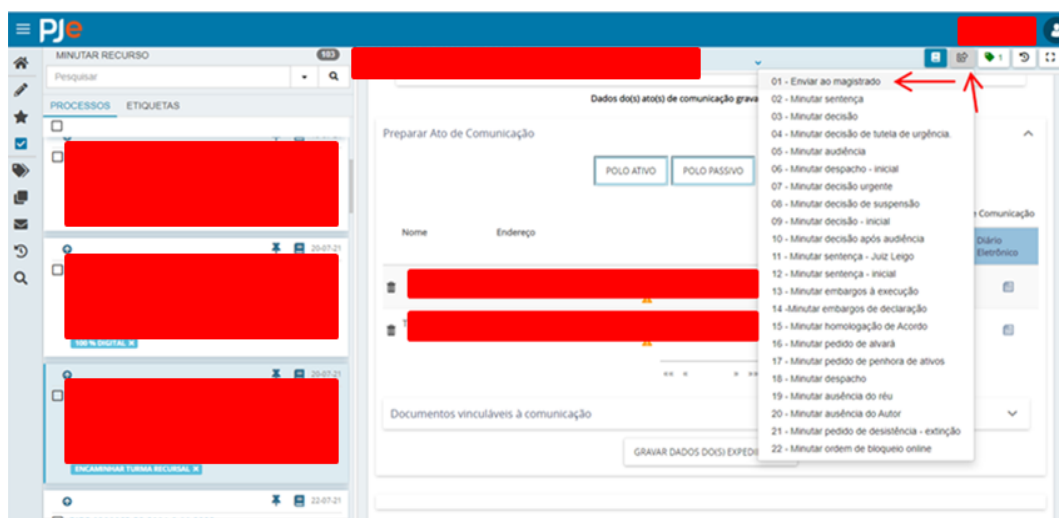 PJe
MINUTAR RECURSO 103
Pesquisar
PROCESSOS ETIQUETAS
20-07-21
100 % DIGITAL ×
20-07-21
ENCAMINHAR TURMA RECURSAL ×
22-07-21
1
Dados do(s) ato(s) de comunicação grava
Preparar Ato de Comunicação
POLO ATIVO POLO PASSIVO
Nome Endereço
Comunicação
Diário
Eletrônico
T
«« « » »»
Documentos vinculáveis à comunicação
GRAVAR DADOS DO(S) EXPEDI
01 - Enviar ao magistrado
02 - Minutar sentença
03 - Minutar decisão
04 - Minutar decisão de tutela de urgência.
05 - Minutar audiência
06 - Minutar despacho - inicial
07 - Minutar decisão urgente
08 - Minutar decisão de suspensão
09 - Minutar decisão - inicial
10 - Minutar decisão após audiência
11 - Minutar sentença - Juiz Leigo
12 - Minutar sentença - inicial
13 - Minutar embargos à execução
14 -Minutar embargos de declaração
15 - Minutar homologação de Acordo
16 - Minutar pedido de alvará
17 - Minutar pedido de penhora de ativos
18 - Minutar despacho
19 - Minutar ausência do réu
20 - Minutar ausência do Autor
21 - Minutar pedido de desistência - extinção
22 - Minutar ordem de bloqueio online